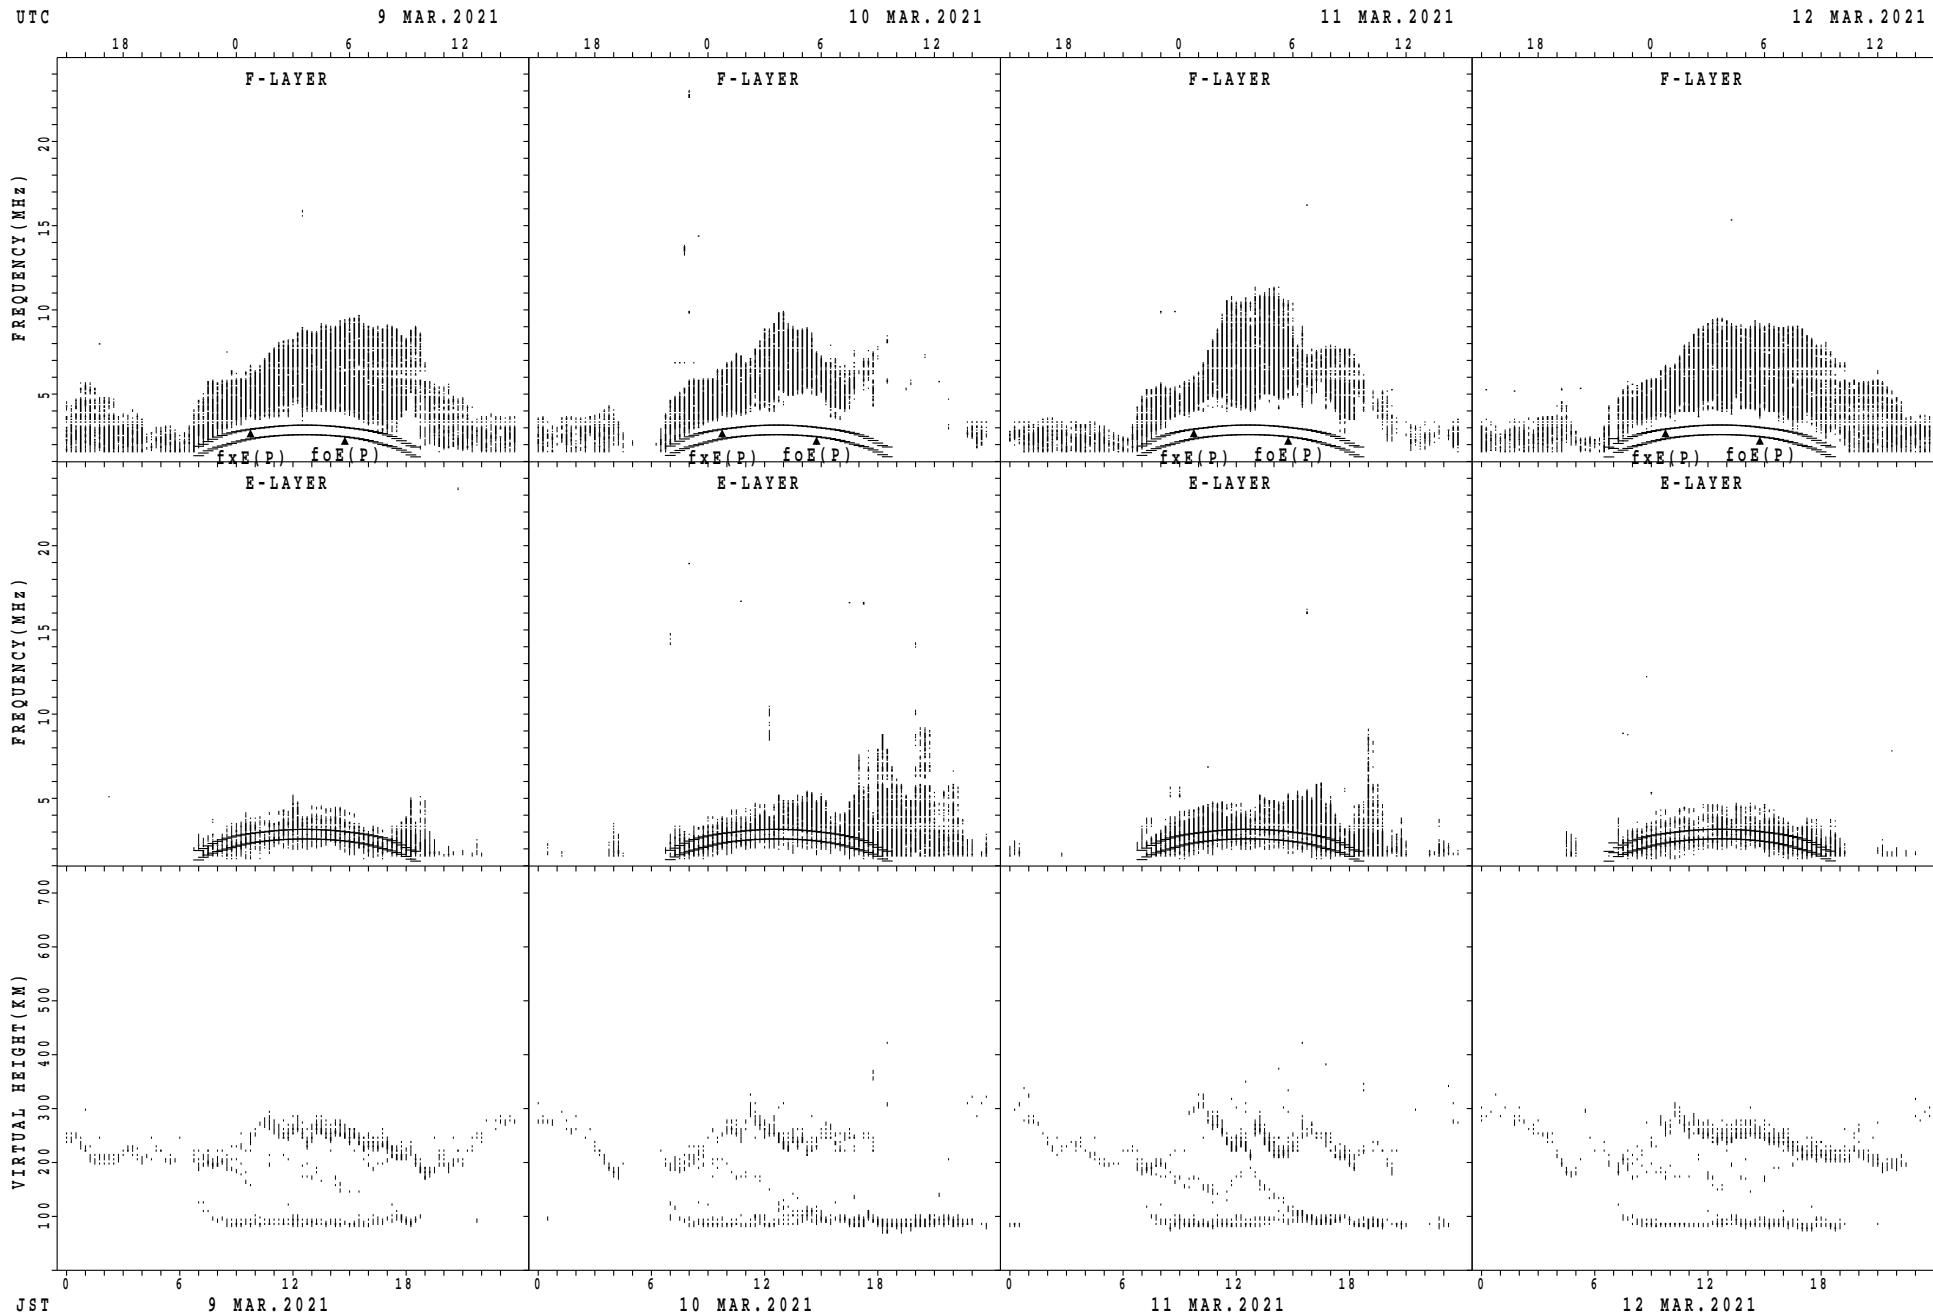 UTC 9 MAR.2021 10 MAR.2021 11 MAR.2021 12 MAR.2021
18 0 6 12 18 0 6 12 18 0 6 12 18 0 6 12
F-LAYER F-LAYER F-LAYER F-LAYER
FREQUENCY(MHz)
20
15
10
5
fxE(P) foE(P) fxE(P) foE(P) fxE(P) foE(P) fxE(P) foE(P)
E-LAYER E-LAYER E-LAYER E-LAYER
FREQUENCY(MHz)
20
15
10
5
VIRTUAL HEIGHT(KM)
700
600
500
400
300
200
100
0 6 12 18 0 6 12 18 0 6 12 18 0 6 12 18
JST 9 MAR.2021 10 MAR.2021 11 MAR.2021 12 MAR.2021